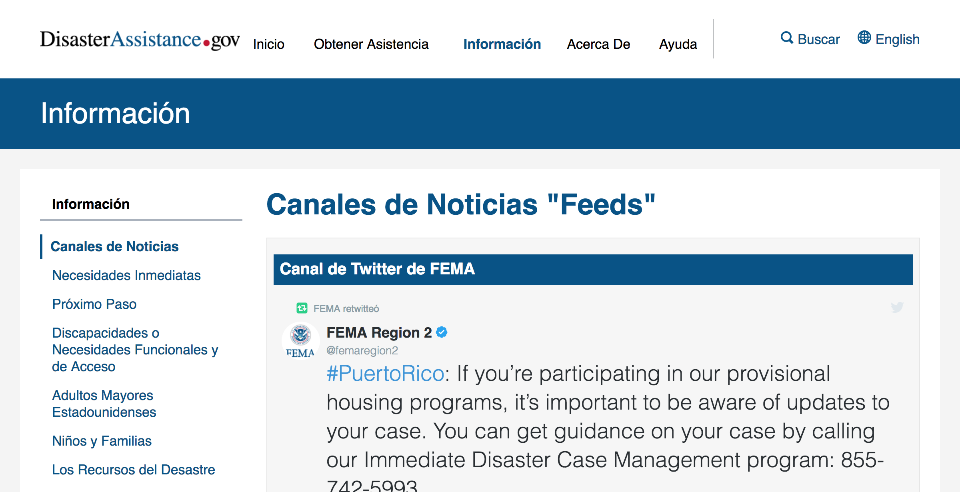 DisasterAssistance.gov
Inicio
Obtener Asistencia
Información
Acerca De
Ayuda
Buscar
English
Información
Información
Canales de Noticias
Necesidades Inmediatas
Próximo Paso
Discapacidades o
Necesidades Funcionales y
de Acceso
Adultos Mayores
Estadounidenses
Niños y Familias
Los Recursos del Desastre
Canales de Noticias "Feeds"
Canal de Twitter de FEMA
FEMA retwitteó
FEMA
FEMA Region 2
@femaregion2
#PuertoRico: If you’re participating in our provisional
housing programs, it’s important to be aware of updates to
your case. You can get guidance on your case by calling
our Immediate Disaster Case Management program: 855-
742-5993